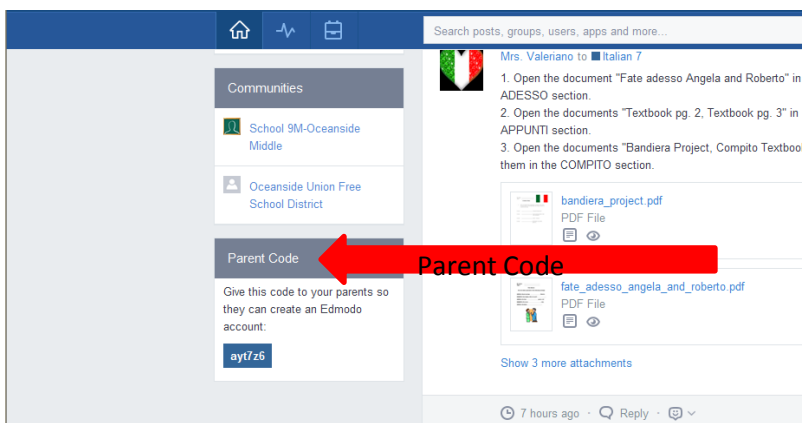 Search posts, groups, users, apps and more...
Communities
School 9M-Oceanside
Middle
Oceanside Union Free
School District
Parent Code
Give this code to your parents so
they can create an Edmodo
account:
ayt7z6
Parent Code
Mrs. Valeriano to Italian 7
1. Open the document "Fate adesso Angela and Roberto" in
ADESSO section.
2. Open the documents "Textbook pg. 2, Textbook pg. 3" in
APPUNTI section.
3. Open the documents "Bandiera Project, Compito Textboo
them in the COMPITO section.
bandiera_project.pdf
PDF File
fate_adesso_angela_and_roberto.pdf
PDF File
Show 3 more attachments
7 hours ago · Reply ·